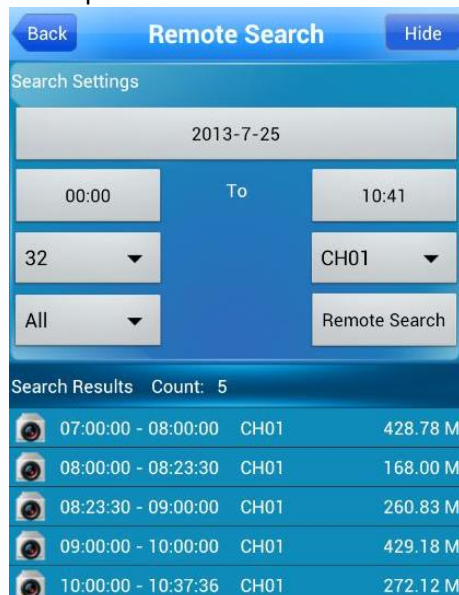 Back Remote Search Hide
Search Settings
2013-7-25
00:00 To 10:41
32 CH01
All Remote Search
Search Results Count: 5
07:00:00 - 08:00:00 CH01 428.78 M
08:00:00 - 08:23:30 CH01 168.00 M
08:23:30 - 09:00:00 CH01 260.83 M
09:00:00 - 10:00:00 CH01 429.18 M
10:00:00 - 10:37:36 CH01 272.12 M